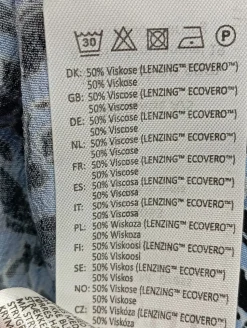 30 P
DK: 50% Viskose (LENZING™ ECOVERO™)
50% Viskose
GB: 50% Viscose (LENZING™ ECOVERO™)
50% Viscose
DE: 50% Viscose (LENZING™ ECOVERO™)
50% Viscose
NL: 50% Viscose (LENZING™ ECOVERO™)
50% Viscose
FR: 50% Viscose (LENZING™ ECOVERO™)
50% Viscose
ES: 50% Viscosa (LENZING™ ECOVERO™)
50% Viscosa
IT: 50% Viscosa (LENZING™ ECOVERO™)
50% Viscosa
PL: 50% Wiskoza (LENZING™ ECOVERO™)
50% Wiskoza
FI: 50% Viskoosi (LENZING™ ECOVERO™)
50% Viskoosi
SE: 50% Viskos (LENZING™ ECOVERO™)
50% Viskos
NO: 50% Viskose (LENZING™ ECOVERO™)
50% Viskose
CZ: 50% Viskóza (LENZING™ ECOVERO™)
50% Viskóza